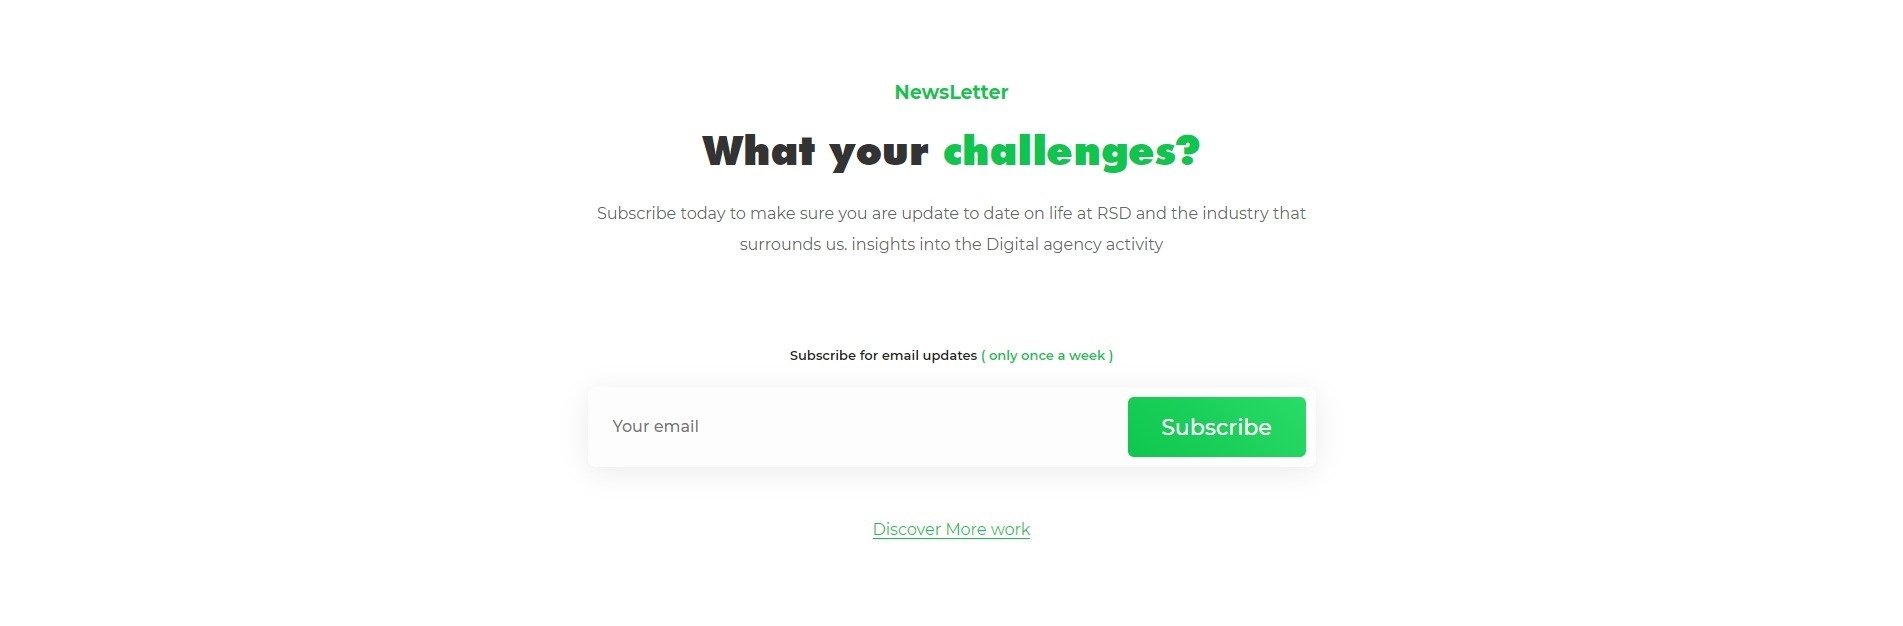 NewsLetter
What your challenges?
Subscribe today to make sure you are update to date on life at RSD and the industry that
surrounds us. insights into the Digital agency activity
Subscribe for email updates ( only once a week )
Your email
Subscribe
Discover More work